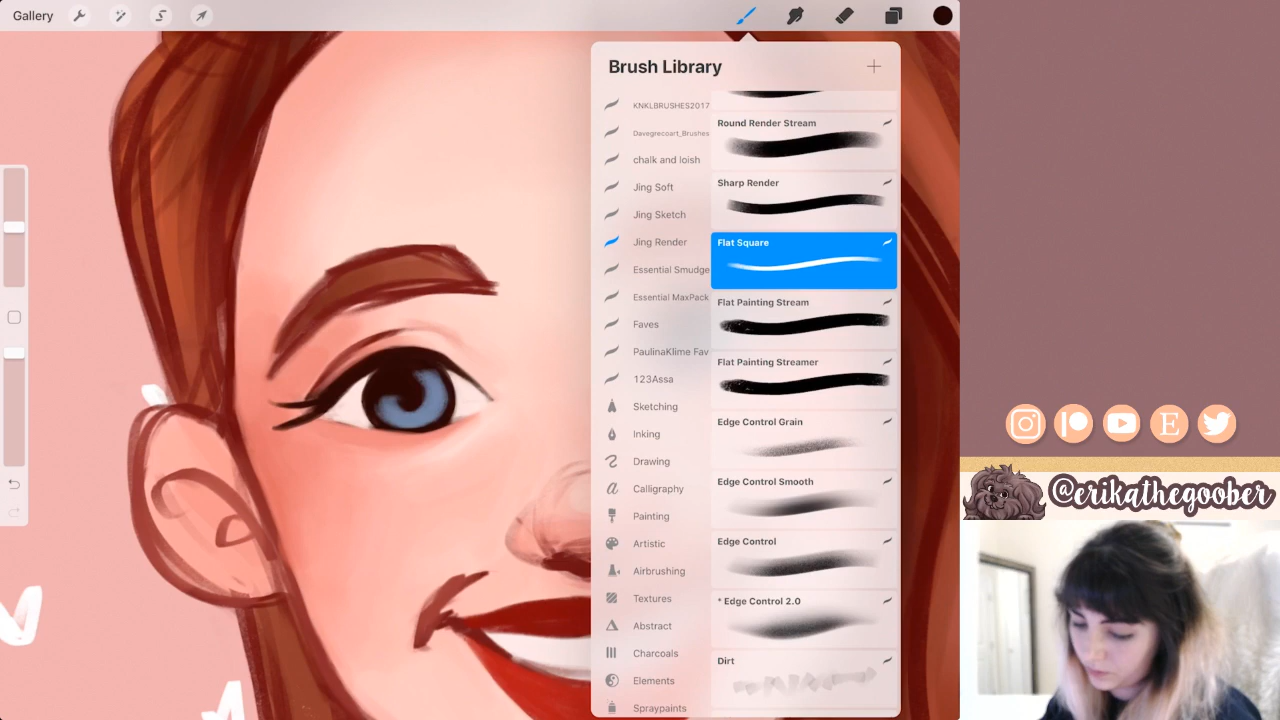 Gallery
Brush Library
KNKLBRUSHES2017
Davegrecoart_Brushes
chalk and loish
Jing Soft
Jing Sketch
Jing Render
Essential Smudge
Essential MaxPack
Faves
PaulinaKlime Fav
123Assa
Sketching
Inking
Drawing
Calligraphy
Painting
Artistic
Airbrushing
Textures
Abstract
Charcoals
Elements
Spraypaints
Round Render Stream
Sharp Render
Flat Square
Flat Painting Stream
Flat Painting Streamer
Edge Control Grain
Edge Control Smooth
Edge Control
* Edge Control 2.0
Dirt
E
@erikathegoober